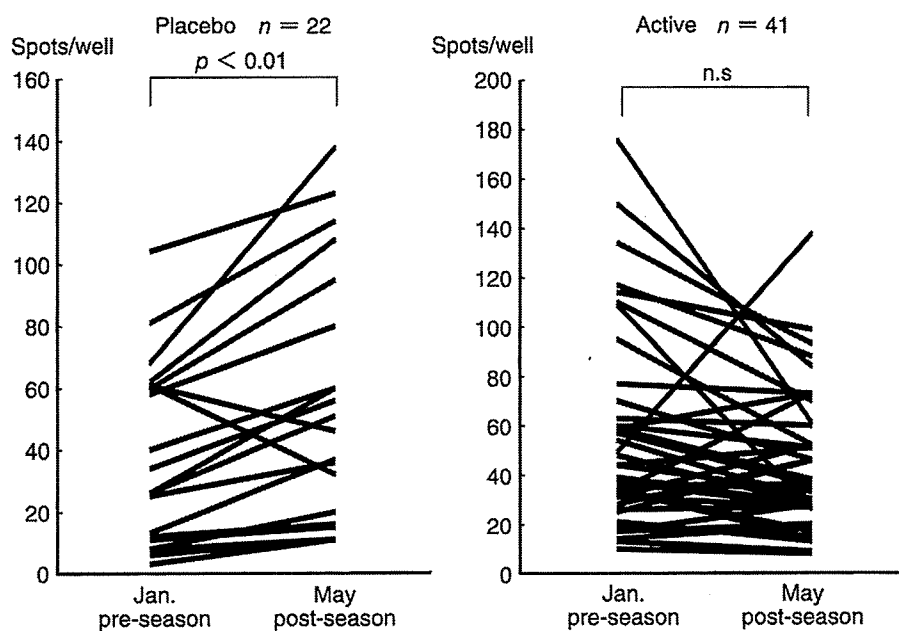 Placebo n = 22
Spots/well
p < 0.01
160
140
120
100
80
60
40
20
0
Jan.
pre-season
May
post-season
Active n = 41
Spots/well
n.s
200
180
160
140
120
100
80
60
40
20
0
Jan.
pre-season
May
post-season